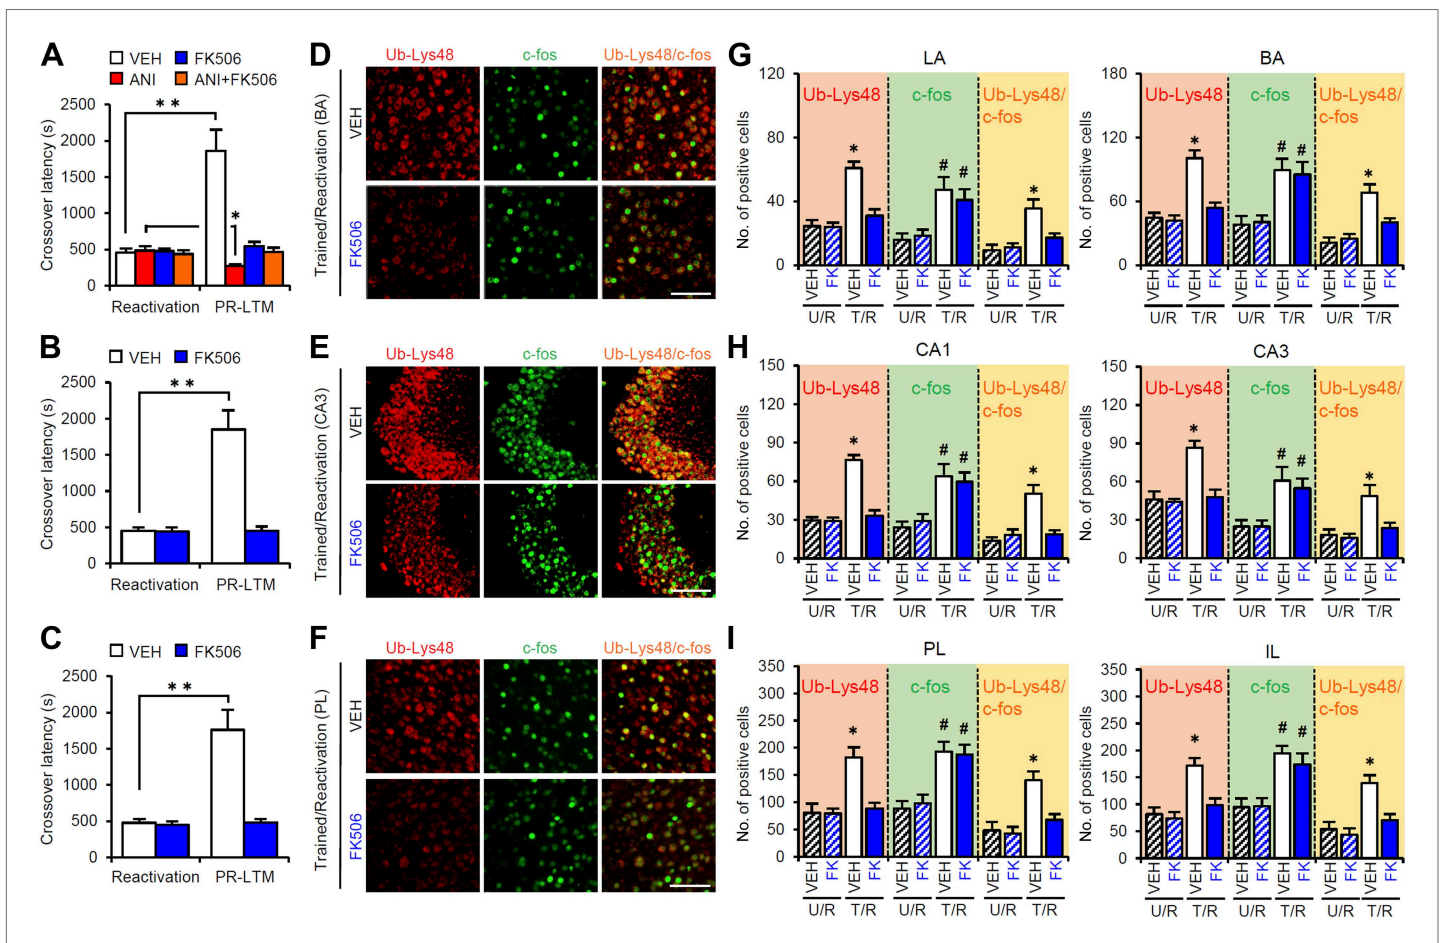 A
VEH FK506
ANI ANI+FK506
Crossover latency (s)
2500
2000
1500
1000
500
0
* *
*
Reactivation PR-LTM
B
VEH FK506
Crossover latency (s)
2500
2000
1500
1000
500
0
* *
Reactivation PR-LTM
C
VEH FK506
Crossover latency (s)
2500
2000
1500
1000
500
0
* *
Reactivation PR-LTM
D
Ub-Lys48 c-fos Ub-Lys48/c-fos
Trained/Reactivation (BA)
VEH
FK506
E
Ub-Lys48 c-fos Ub-Lys48/c-fos
Trained/Reactivation (CA3)
VEH
FK506
F
Ub-Lys48 c-fos Ub-Lys48/c-fos
Trained/Reactivation (PL)
VEH
FK506
G
LA
No. of positive cells
120
80
40
0
Ub-Lys48 c-fos Ub-Lys48/
c-fos
* # # *
VEH FK VEH FK VEH FK VEH FK VEH FK VEH FK
U/R T/R U/R T/R U/R T/R
BA
No. of positive cells
180
120
60
0
Ub-Lys48 c-fos Ub-Lys48/
c-fos
* # # *
VEH FK VEH FK VEH FK VEH FK VEH FK VEH FK
U/R T/R U/R T/R U/R T/R
H
CA1
No. of positive cells
150
120
90
60
30
0
Ub-Lys48 c-fos Ub-Lys48/
c-fos
* # # *
VEH FK VEH FK VEH FK VEH FK VEH FK VEH FK
U/R T/R U/R T/R U/R T/R
CA3
No. of positive cells
150
120
90
60
30
0
Ub-Lys48 c-fos Ub-Lys48/
c-fos
* # # *
VEH FK VEH FK VEH FK VEH FK VEH FK VEH FK
U/R T/R U/R T/R U/R T/R
I
PL
No. of positive cells
350
300
250
200
150
100
50
0
Ub-Lys48 c-fos Ub-Lys48/
c-fos
* # # *
VEH FK VEH FK VEH FK VEH FK VEH FK VEH FK
U/R T/R U/R T/R U/R T/R
IL
No. of positive cells
350
300
250
200
150
100
50
0
Ub-Lys48 c-fos Ub-Lys48/
c-fos
* # # *
VEH FK VEH FK VEH FK VEH FK VEH FK VEH FK
U/R T/R U/R T/R U/R T/R